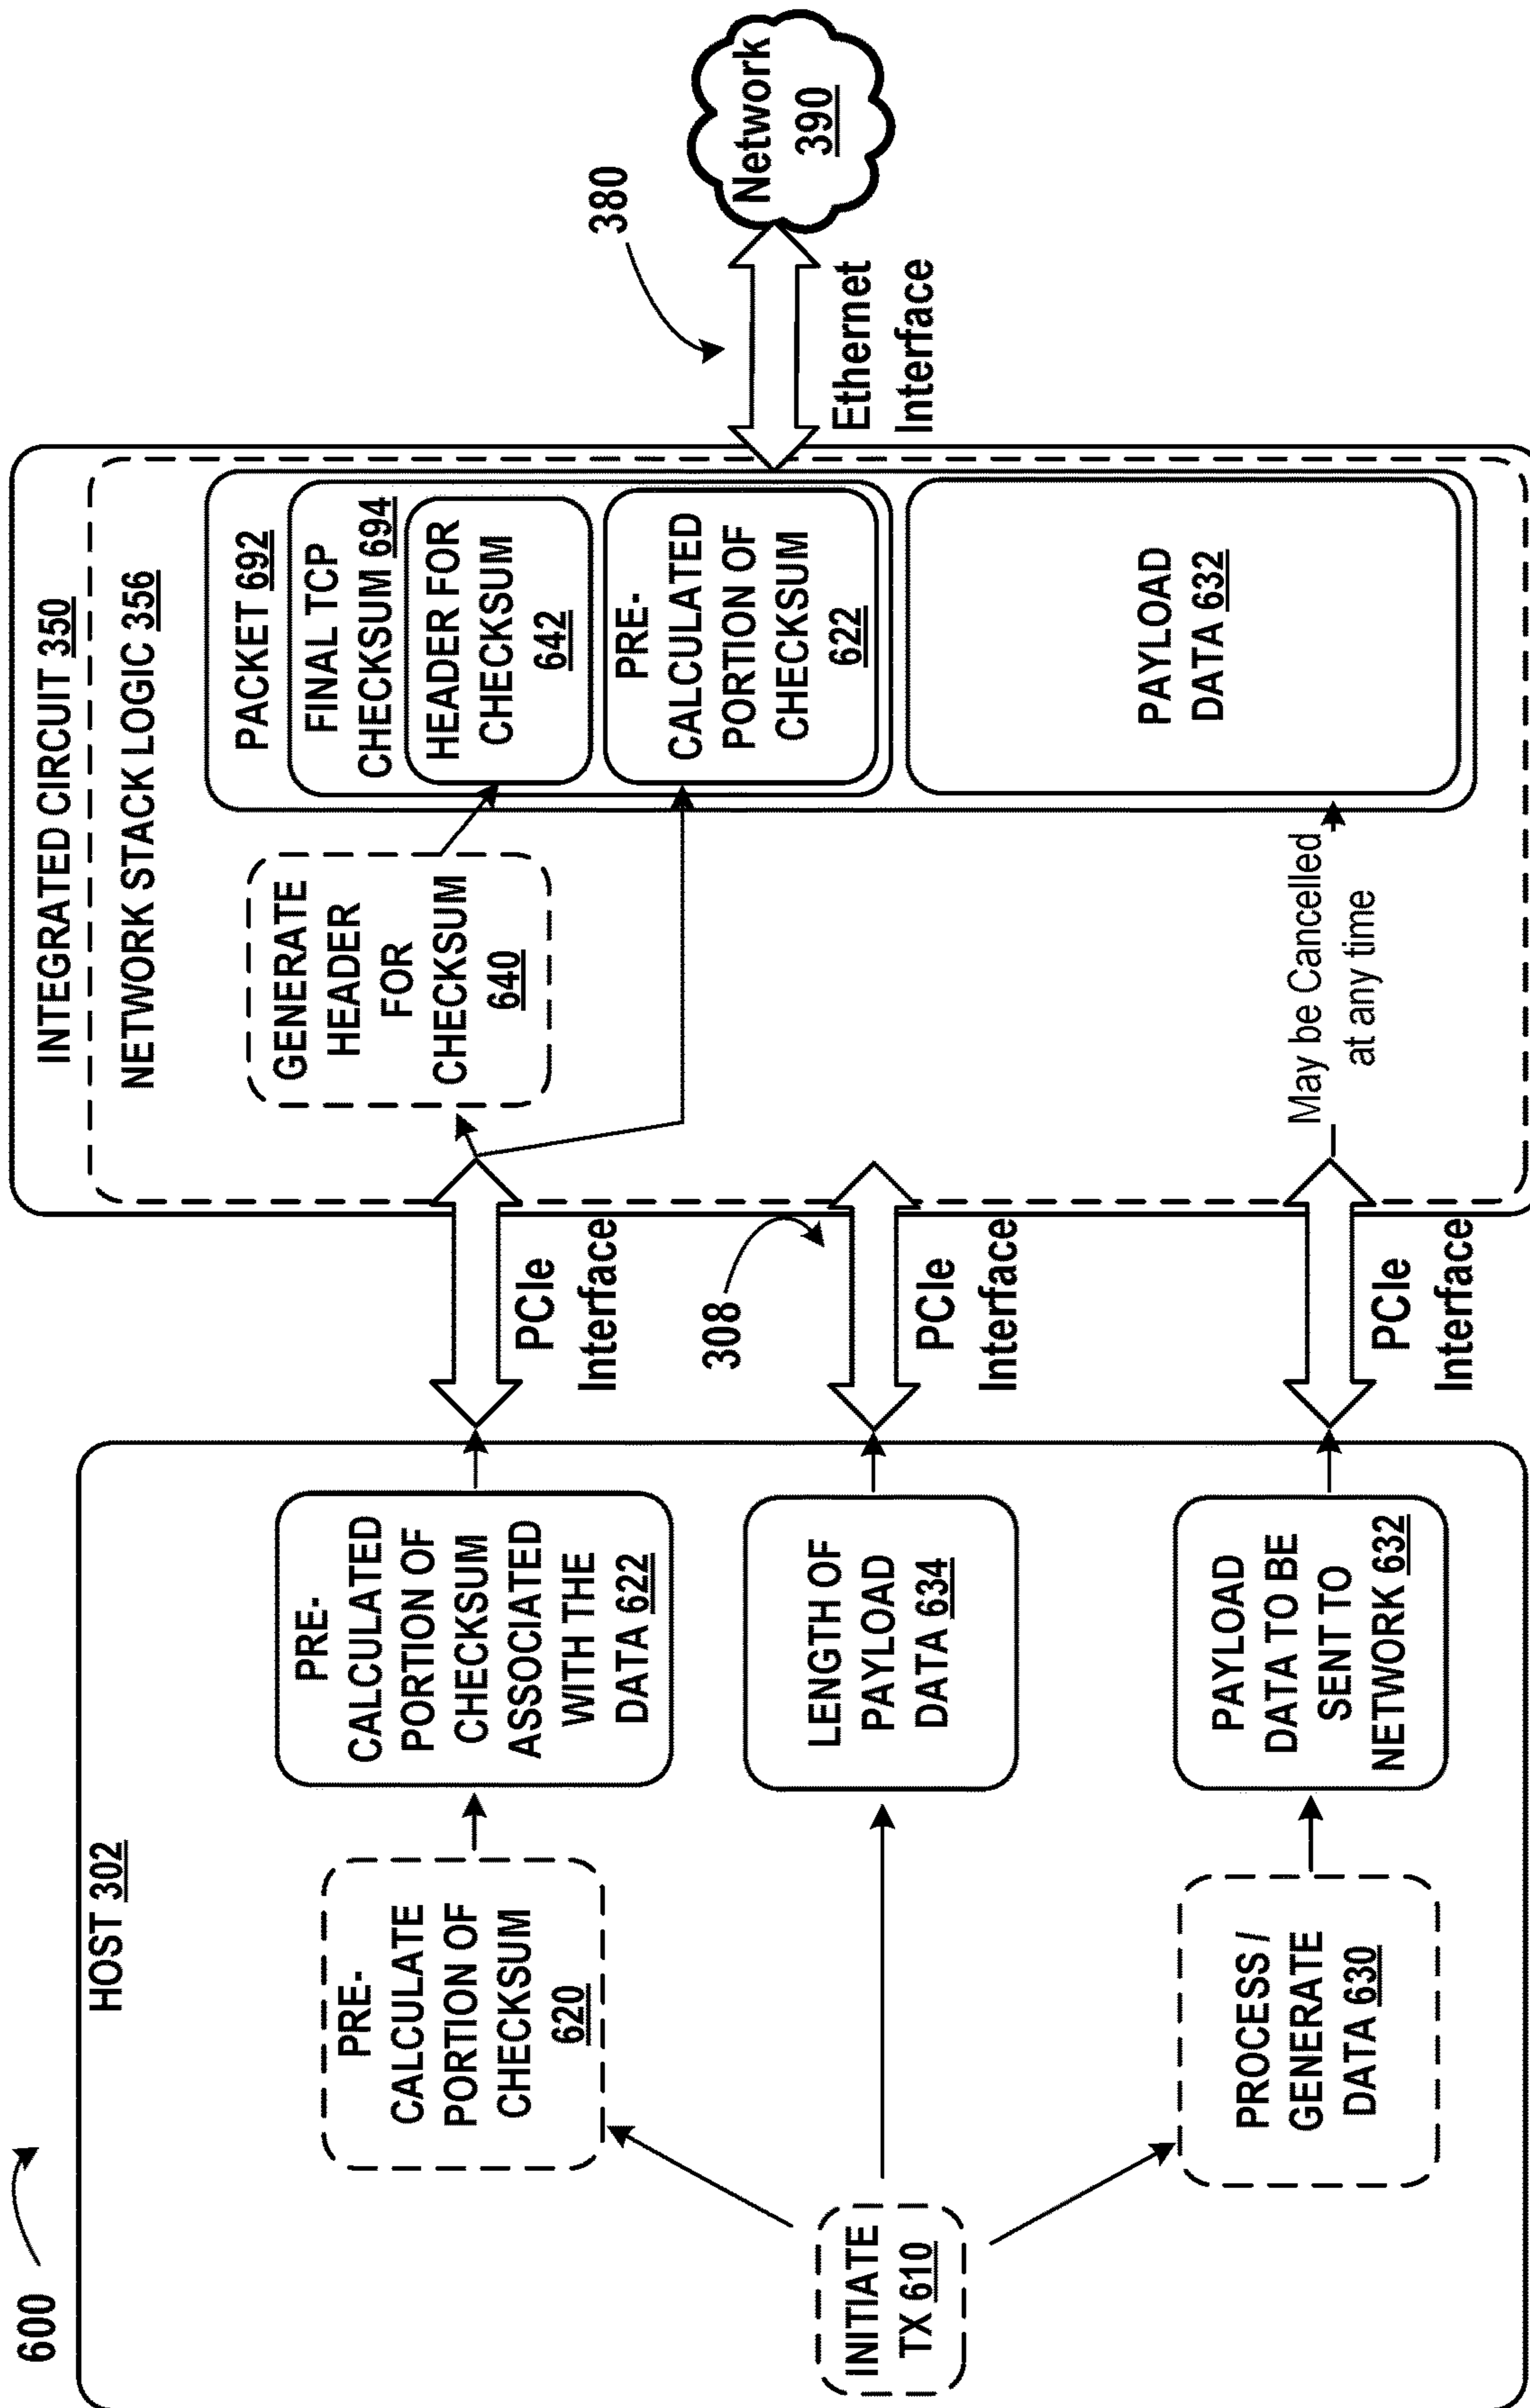 600
HOST 302
INITIATE
TX 610
PRE-
CALCULATE
PORTION OF
CHECKSUM
620
PROCESS /
GENERATE
DATA 630
PRE-
CALCULATED
PORTION OF
CHECKSUM
ASSOCIATED
WITH THE
DATA 622
LENGTH OF
PAYLOAD
DATA 634
PAYLOAD
DATA TO BE
SENT TO
NETWORK 632
PCIe
Interface
308
PCIe
Interface
PCIe
Interface
INTEGRATED CIRCUIT 350
NETWORK STACK LOGIC 356
GENERATE
HEADER
FOR
CHECKSUM
640
May be Cancelled
at any time
PACKET 692
FINAL TCP
CHECKSUM 694
HEADER FOR
CHECKSUM
642
PRE-
CALCULATED
PORTION OF
CHECKSUM
622
PAYLOAD
DATA 632
380
Ethernet
Interface
Network
390